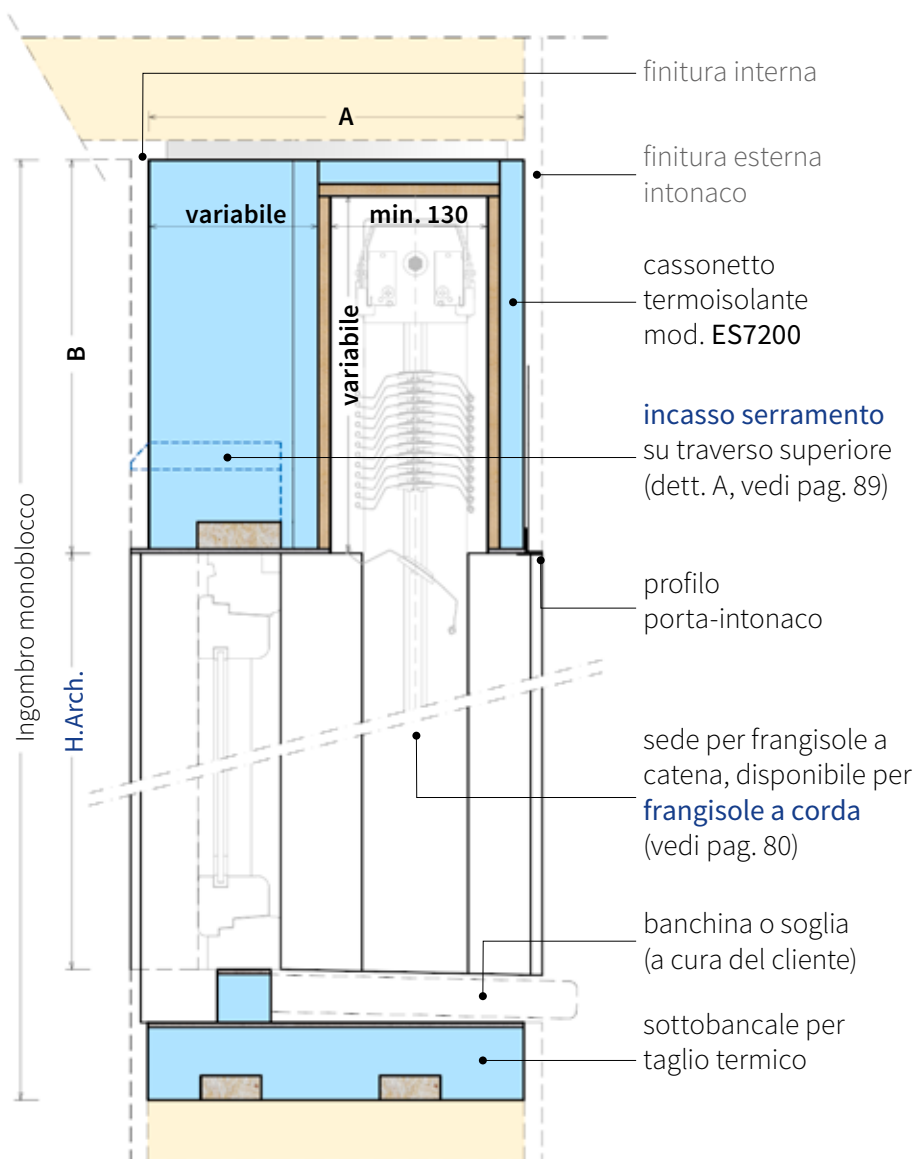 finitura interna
A
finitura esterna
intonaco
variabile
min. 130
cassonetto
termoisolante
mod. ES7200
variabile
B
incasso serramento
su traverso superiore
(dett. A, vedi pag. 89)
Ingombro monoblocco
profilo
porta-intonaco
H.Arch.
sede per frangisole a
catena, disponibile per
frangisole a corda
(vedi pag. 80)
banchina o soglia
(a cura del cliente)
sottobancale per
taglio termico